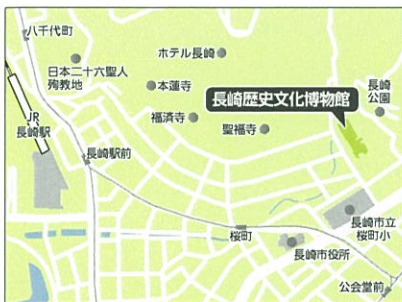 八千代町
ホテル長崎
日本二十六聖人
殉教地
本蓮寺
長崎歴史文化博物館
長崎
公園
JR
長崎駅
福済寺
聖福寺
長崎駅前
長崎市立
桜町小
桜町
長崎市役所
公会堂前